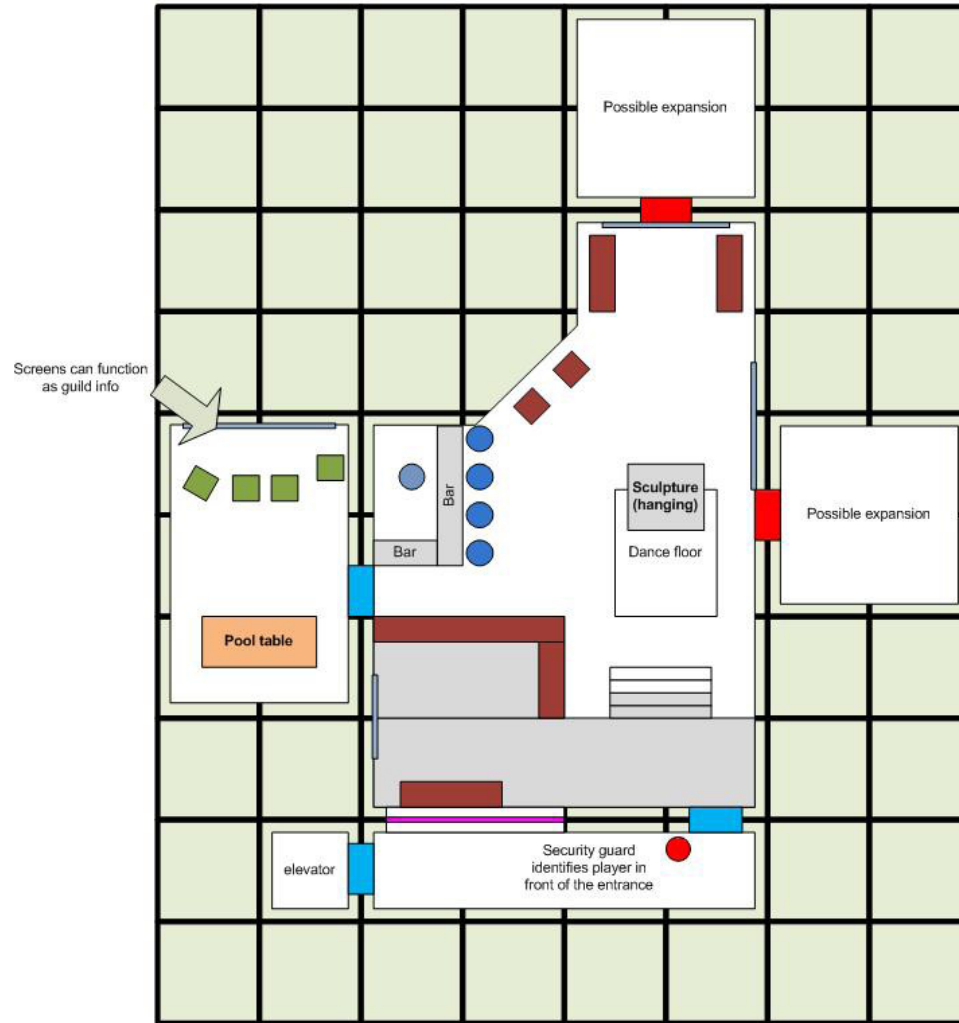 Possible expansion
Screens can function
as guild info
Bar
Sculpture
(hanging)
Possible expansion
Bar
Dance floor
Pool table
elevator
Security guard
identifies player in
front of the entrance